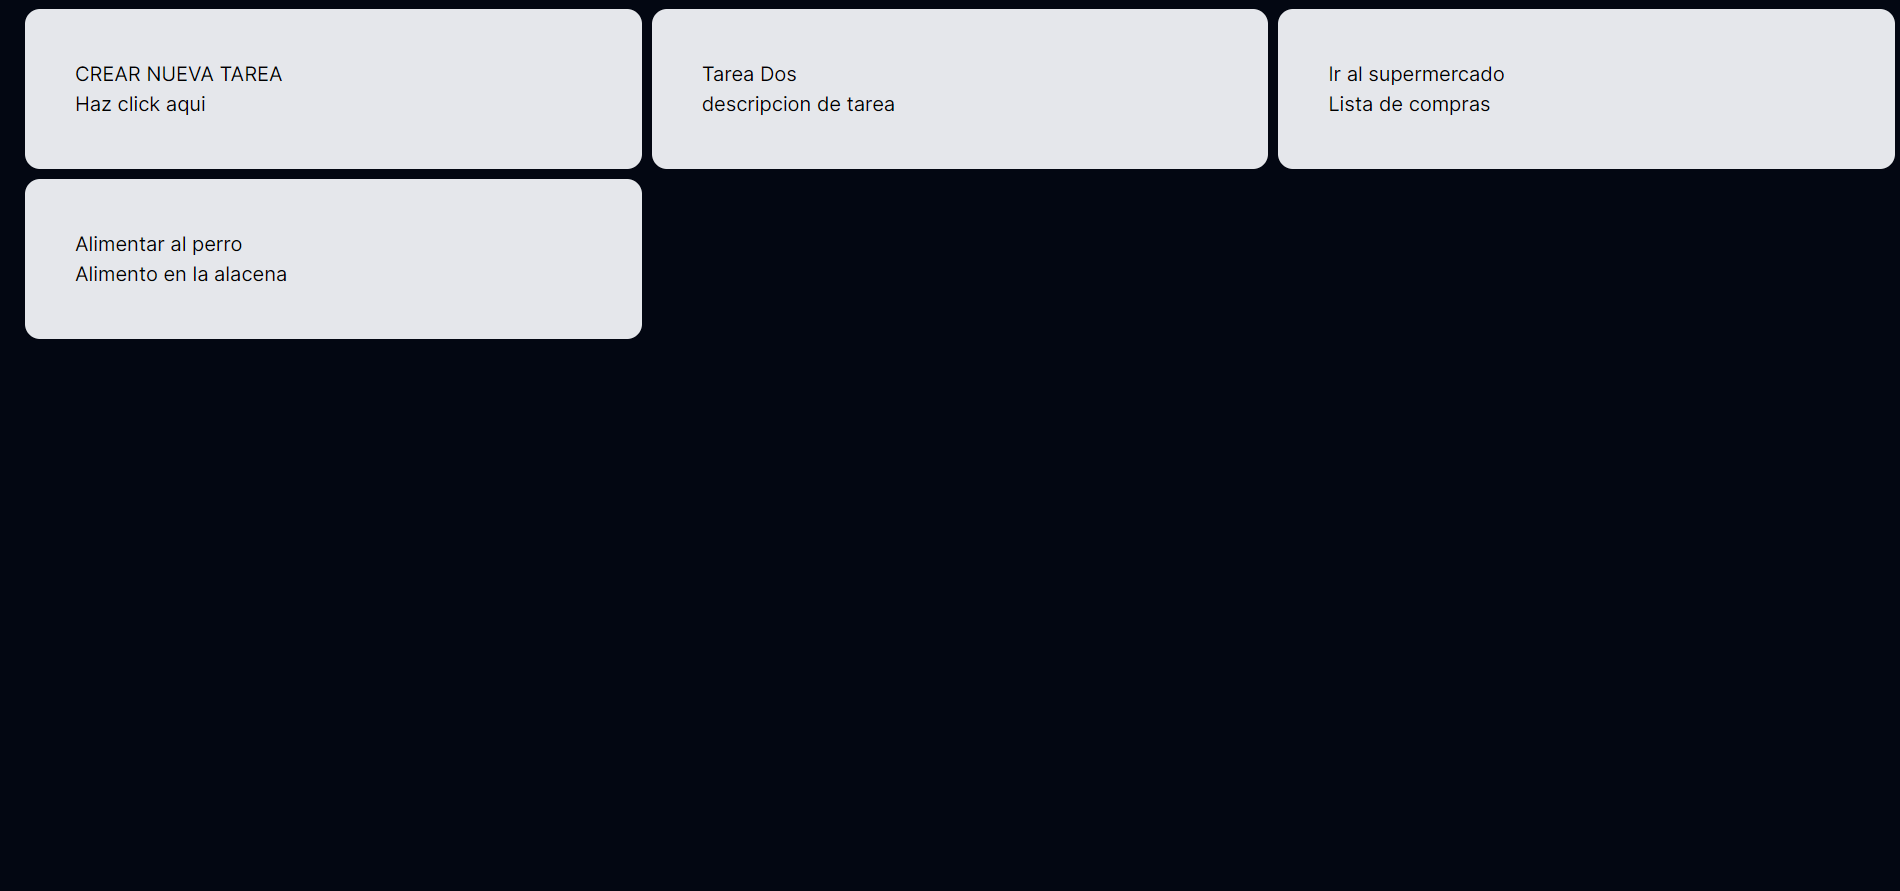 CREAR NUEVA TAREA
Haz click aqui
Tarea Dos
descripcion de tarea
Ir al supermercado
Lista de compras
Alimentar al perro
Alimento en la alacena